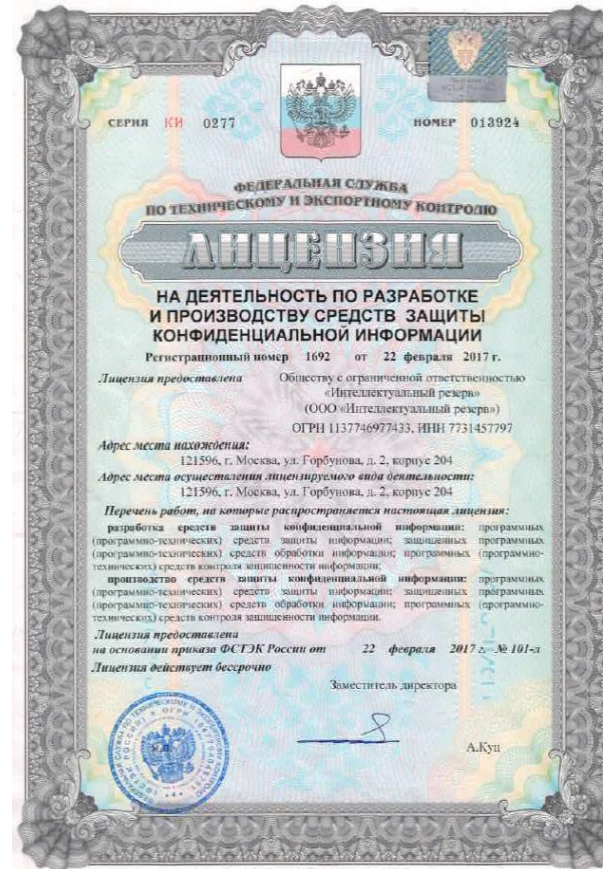 СЕРИЯ КИ 0277 НОМЕР 013924
ФЕДЕРАЛЬНАЯ СЛУЖБА
ПО ТЕХНИЧЕСКОМУ И ЭКСПОРТНОМУ КОНТРОЛЮ
ЛИЦЕНЗИЯ
НА ДЕЯТЕЛЬНОСТЬ ПО РАЗРАБОТКЕ
И ПРОИЗВОДСТВУ СРЕДСТВ ЗАЩИТЫ
КОНФИДЕНЦИАЛЬНОЙ ИНФОРМАЦИИ
Регистрационный номер 1692 от 22 февраля 2017 г.
Лицензия предоставлена Обществу с ограниченной ответственностью
«Интеллектуальный резерв»
(ООО «Интеллектуальный резерв»)
ОГРН 1137746977433, ИНН 7731457797
Адрес места нахождения:
121596, г. Москва, ул. Горбунова, д. 2, корпус 204
Адрес места осуществления лицензируемого вида деятельности:
121596, г. Москва, ул. Горбунова, д. 2, корпус 204
Перечень работ, на которые распространяется настоящая лицензия:
разработка средств защиты конфиденциальной информации: программных
(программно-технических) средств защиты информации; защищенных программных
(программно-технических) средств обработки информации; программных (программно-
технических) средств контроля защищенности информации;
производство средств защиты конфиденциальной информации: программных
(программно-технических) средств защиты информации; защищенных программных
(программно-технических) средств обработки информации; программных (программно-
технических) средств контроля защищенности информации.
Лицензия предоставлена
на основании приказа ФСТЭК России от 22 февраля 2017 г. № 101-л
Лицензия действует бессрочно
Заместитель директора
М.П.
А.Куц